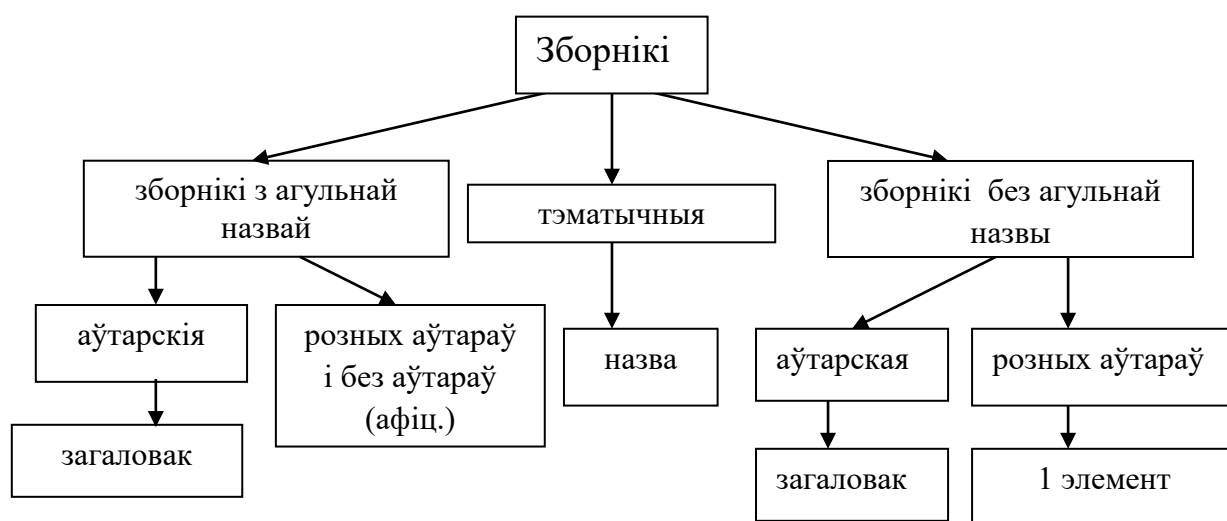 Зборнікі
зборнікі з агульнай
назвай
тэматычныя
зборнікі без агульнай
назвы
аўтарскія
розных аўтараў
і без аўтараў
(афіц.)
назва
аўтарская
розных аўтараў
загаловак
загаловак
1 элемент